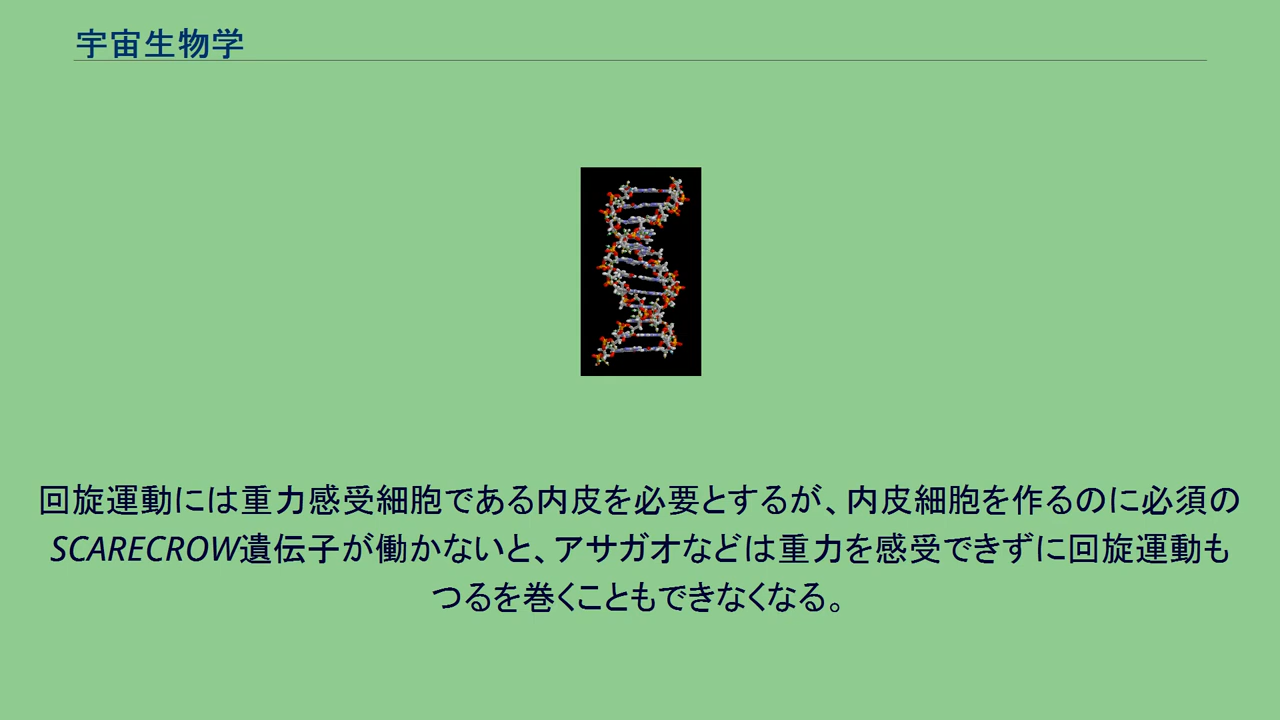 宇宙生物学
回旋運動には重力感受細胞である内皮を必要とするが、内皮細胞を作るのに必須の
SCARECROW遺伝子が働かないと、アサガオなどは重力を感受できずに回旋運動も
つるを巻くこともできなくなる。